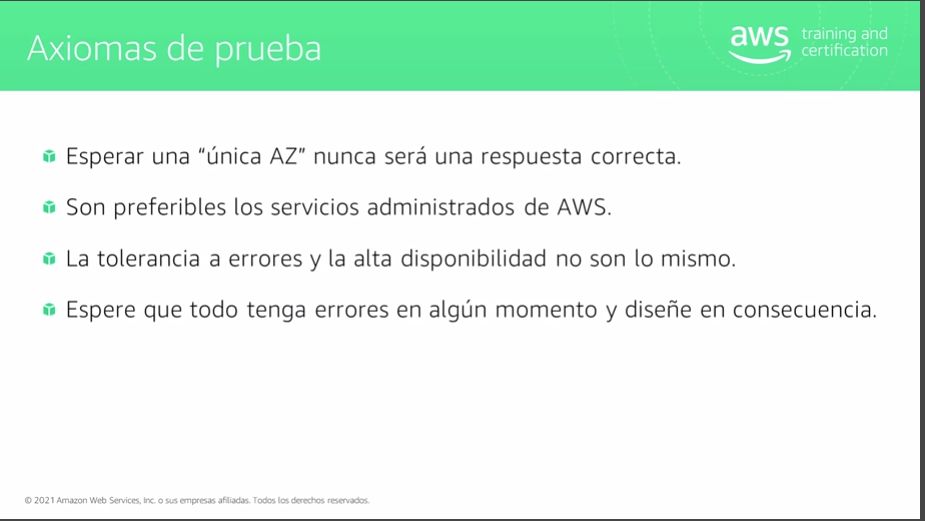 Axiomas de prueba
aws training and
certification
Esperar una “única AZ” nunca será una respuesta correcta.
Son preferibles los servicios administrados de AWS.
La tolerancia a errores y la alta disponibilidad no son lo mismo.
Espere que todo tenga errores en algún momento y diseñe en consecuencia.
© 2021 Amazon Web Services, Inc. o sus empresas afiliadas. Todos los derechos reservados.